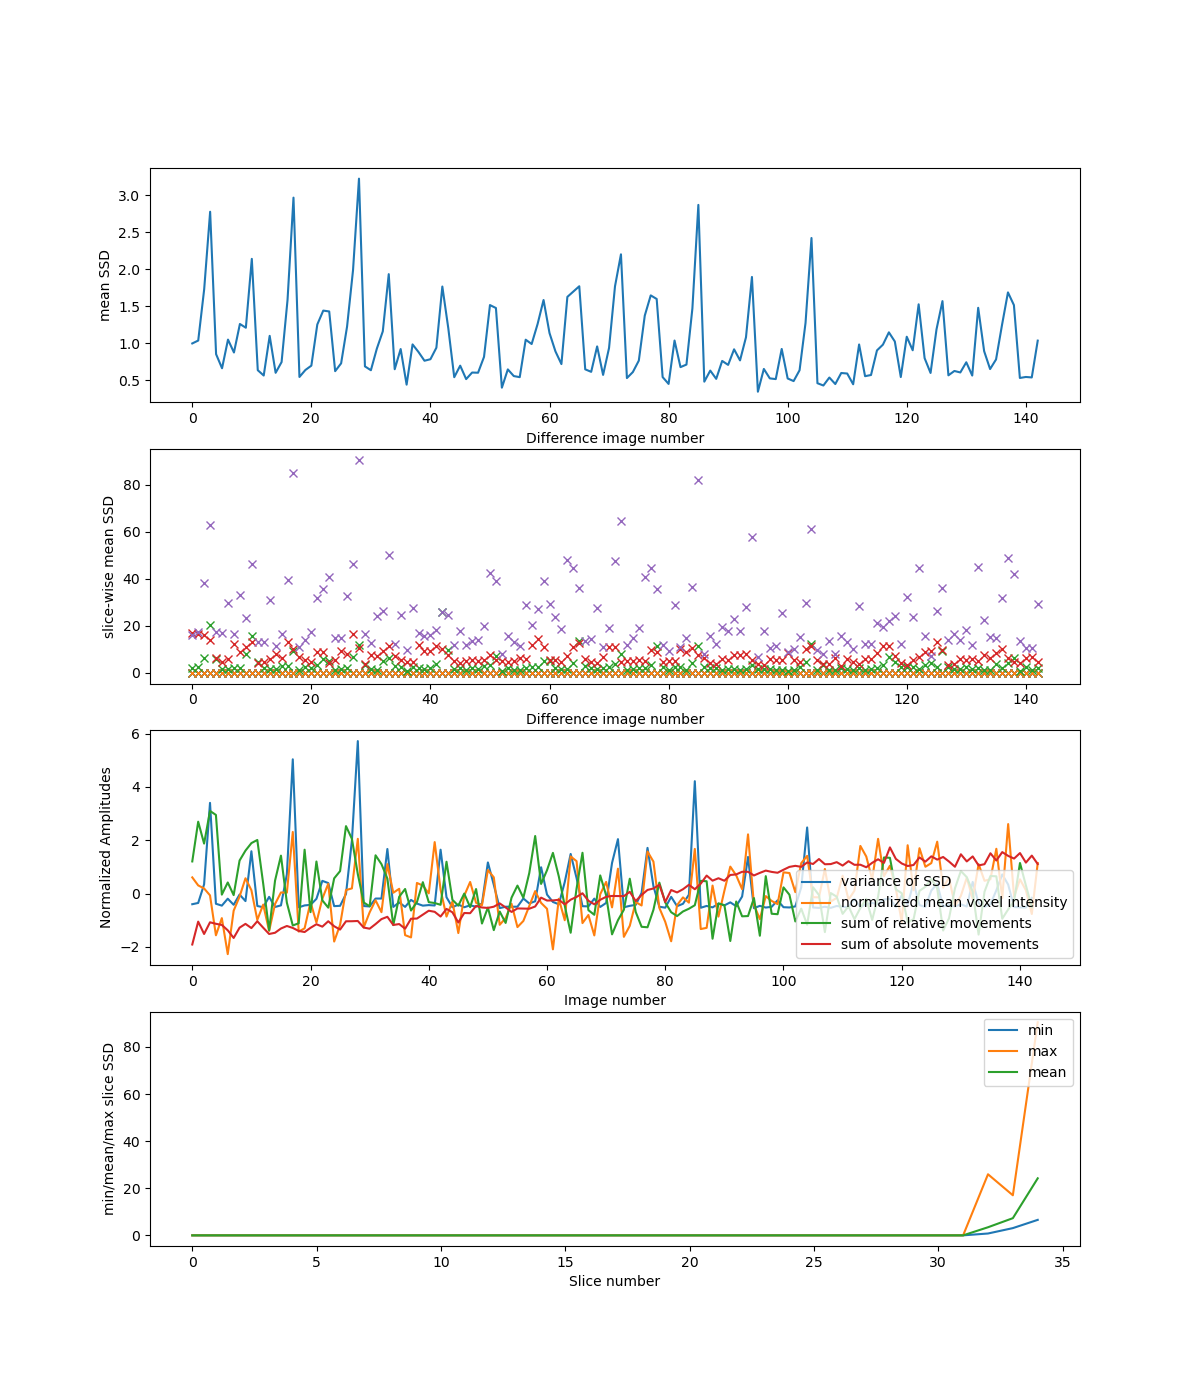 mean SSD
3.0
2.5
2.0
1.5
1.0
0.5
0 20 40 60 80 100 120 140
Difference image number
slice-wise mean SSD
80
60
40
20
0
0 20 40 60 80 100 120 140
Difference image number
Normalized Amplitudes
6
4
2
0
−2
variance of SSD
normalized mean voxel intensity
sum of relative movements
sum of absolute movements
0 20 40 60 80 100 120 140
Image number
min/mean/max slice SSD
80
60
40
20
0
min
max
mean
0 5 10 15 20 25 30 35
Slice number